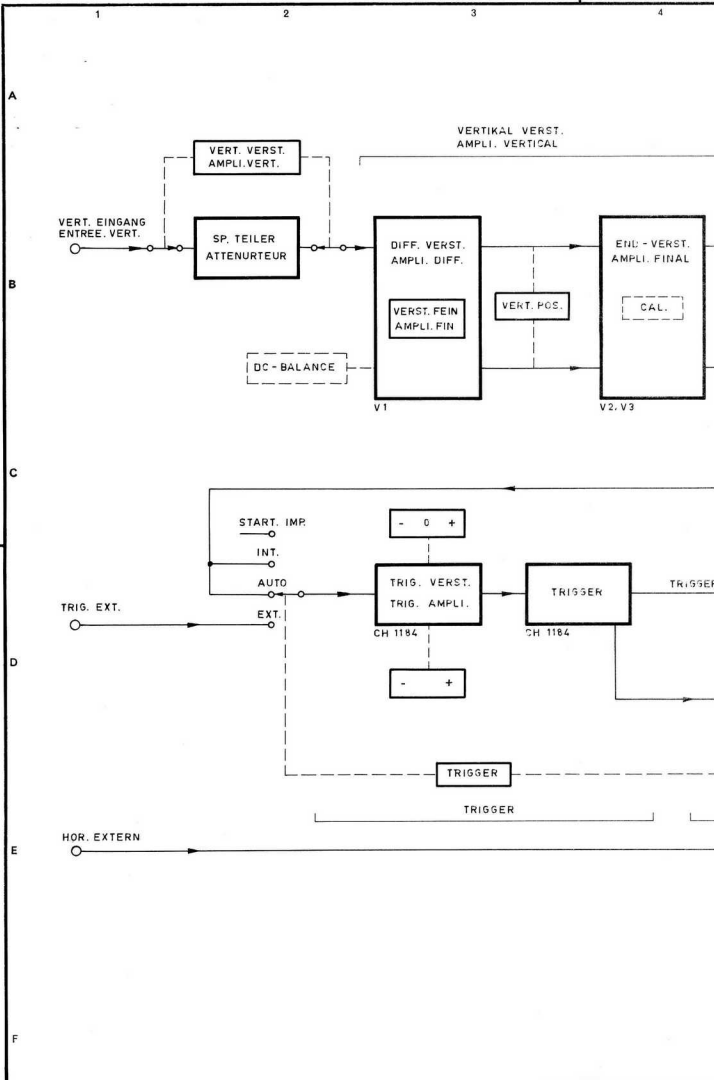 1 2 3 4
A
VERTIKAL VERST.
AMPLI. VERTICAL
VERT. VERST.
AMPLI.VERT.
VERT. EINGANG
ENTREE. VERT.
SP. TEILER
ATTENURTEUR
DIFF. VERST.
AMPLI. DIFF.
END-VERST.
AMPLI. FINAL
B
VERST. FEIN
AMPLI. FIN
VERT. POS.
CAL.
DC-BALANCE
V1
V2, V3
C
START. IMP.
- 0 +
INT.
AUTO
TRIG. VERST.
TRIG. AMPLI.
TRIGGER
TRIGGER
TRIG. EXT.
EXT.
CH 1184
CH 1184
D
- +
TRIGGER
TRIGGER
HOR. EXTERN
E
F